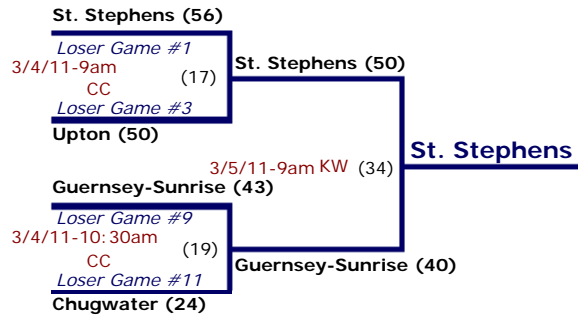 St. Stephens (56)
Loser Game #1
3/4/11-9am
CC
(17)
Loser Game #3
Upton (50)
St. Stephens (50)
3/5/11-9am KW (34)
St. Stephens
Guernsey-Sunrise (43)
Loser Game #9
3/4/11-10:30am
CC
(19)
Loser Game #11
Chugwater (24)
Guernsey-Sunrise (40)